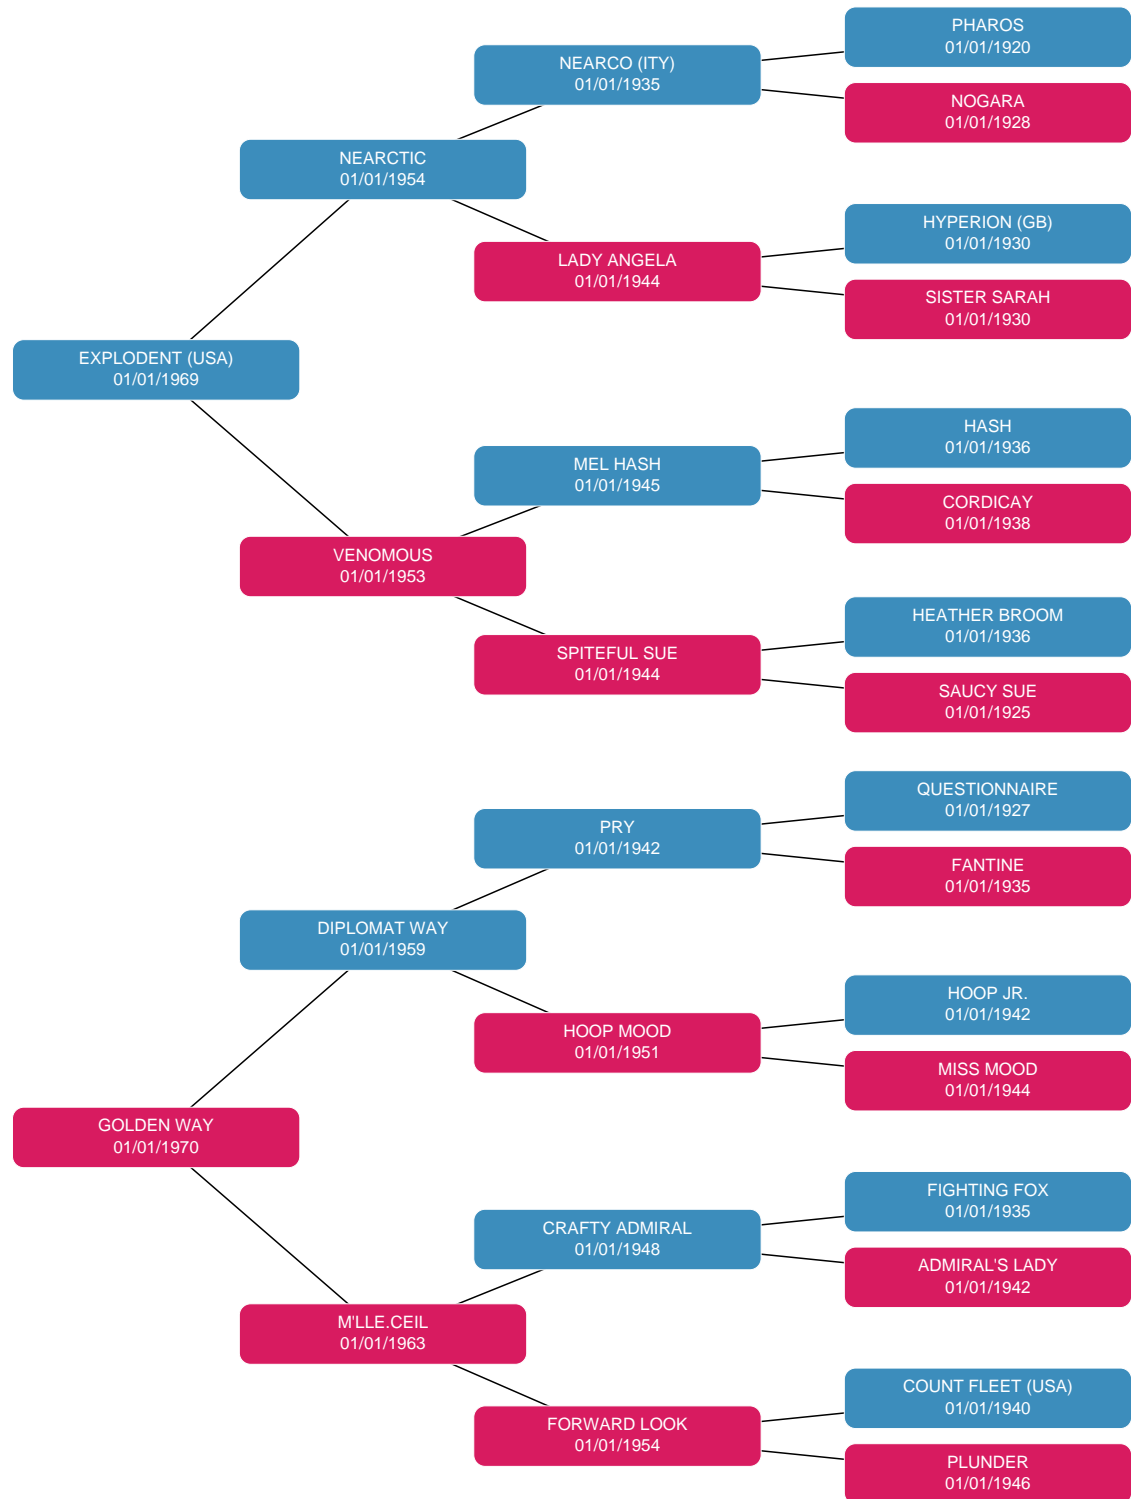 PHAROS
01/01/1920
NEARCO (ITY)
01/01/1935
NOGARA
01/01/1928
NEARCTIC
01/01/1954
HYPERION (GB)
01/01/1930
LADY ANGELA
01/01/1944
SISTER SARAH
01/01/1930
EXPLODENT (USA)
01/01/1969
HASH
01/01/1936
MEL HASH
01/01/1945
CORDICAY
01/01/1938
VENOMOUS
01/01/1953
HEATHER BROOM
01/01/1936
SPITEFUL SUE
01/01/1944
SAUCY SUE
01/01/1925
QUESTIONNAIRE
01/01/1927
PRY
01/01/1942
FANTINE
01/01/1935
DIPLOMAT WAY
01/01/1959
HOOP JR.
01/01/1942
HOOP MOOD
01/01/1951
MISS MOOD
01/01/1944
GOLDEN WAY
01/01/1970
FIGHTING FOX
01/01/1935
CRAFTY ADMIRAL
01/01/1948
ADMIRAL'S LADY
01/01/1942
M'LLE.CEIL
01/01/1963
COUNT FLEET (USA)
01/01/1940
FORWARD LOOK
01/01/1954
PLUNDER
01/01/1946